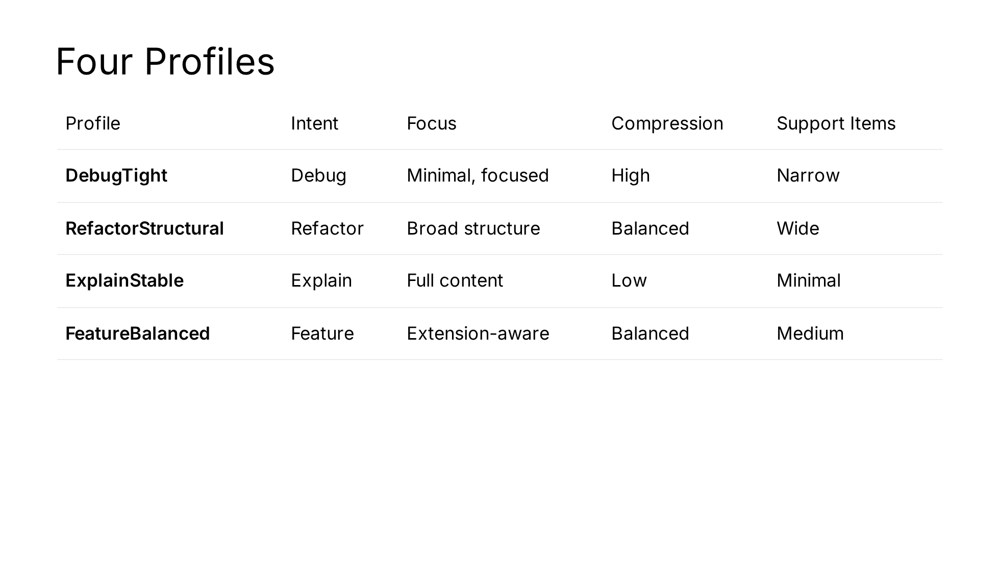 Four Profiles
Profile Intent Focus Compression Support Items
DebugTight Debug Minimal, focused High Narrow
RefactorStructural Refactor Broad structure Balanced Wide
ExplainStable Explain Full content Low Minimal
FeatureBalanced Feature Extension-aware Balanced Medium